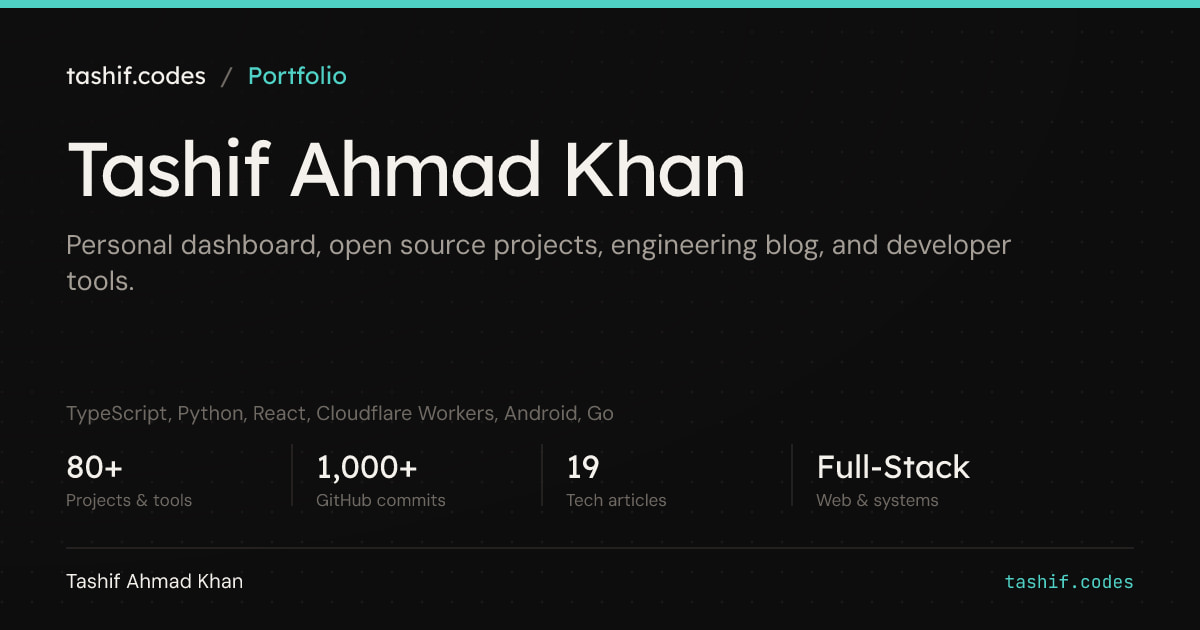 tashif.codes / Portfolio
Tashif Ahmad Khan
Personal dashboard, open source projects, engineering blog, and developer
tools.
TypeScript, Python, React, Cloudflare Workers, Android, Go
80+ 1,000+ 19 Full-Stack
Projects & tools GitHub commits Tech articles Web & systems
Tashif Ahmad Khan tashif.codes